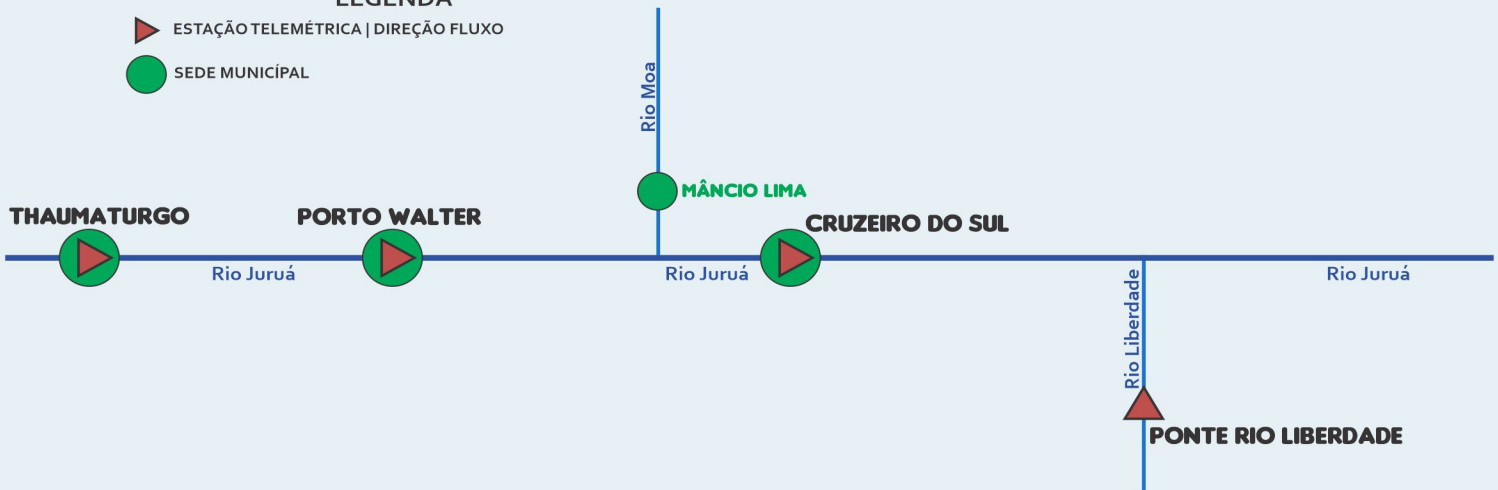 LEGENDA
ESTAÇÃO TELEMÉTRICA | DIREÇÃO FLUXO
SEDE MUNICÍPAL
Rio Moa
MÂNCIO LIMA
THAUMATURGO
PORTO WALTER
CRUZEIRO DO SUL
Rio Juruá
Rio Juruá
Rio Juruá
Rio Liberdade
PONTE RIO LIBERDADE